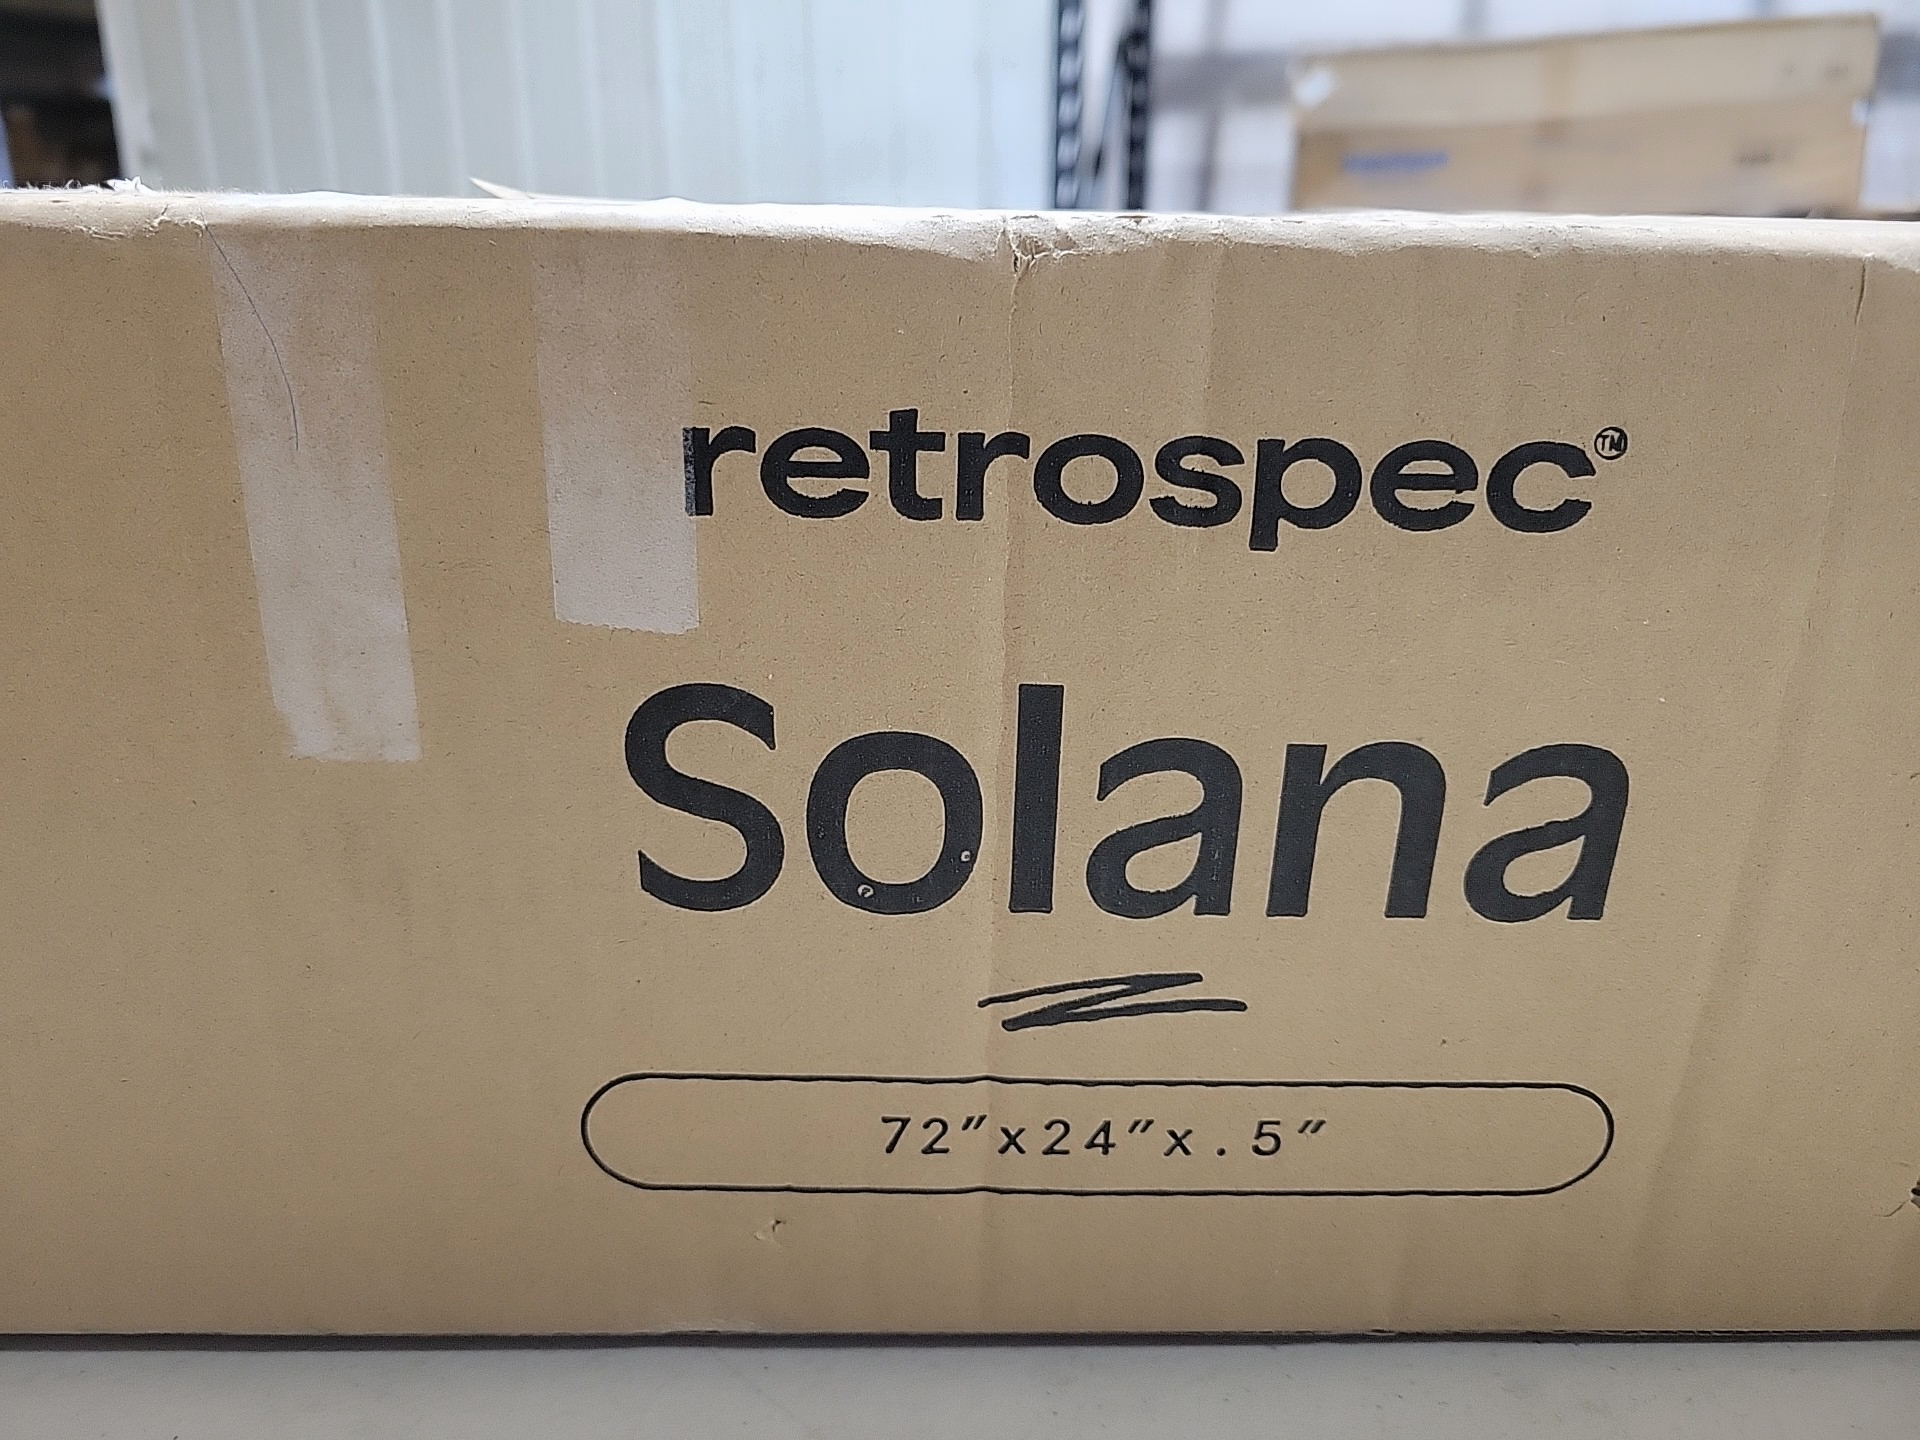 retrospec™
Solana
72"x24"x.5"